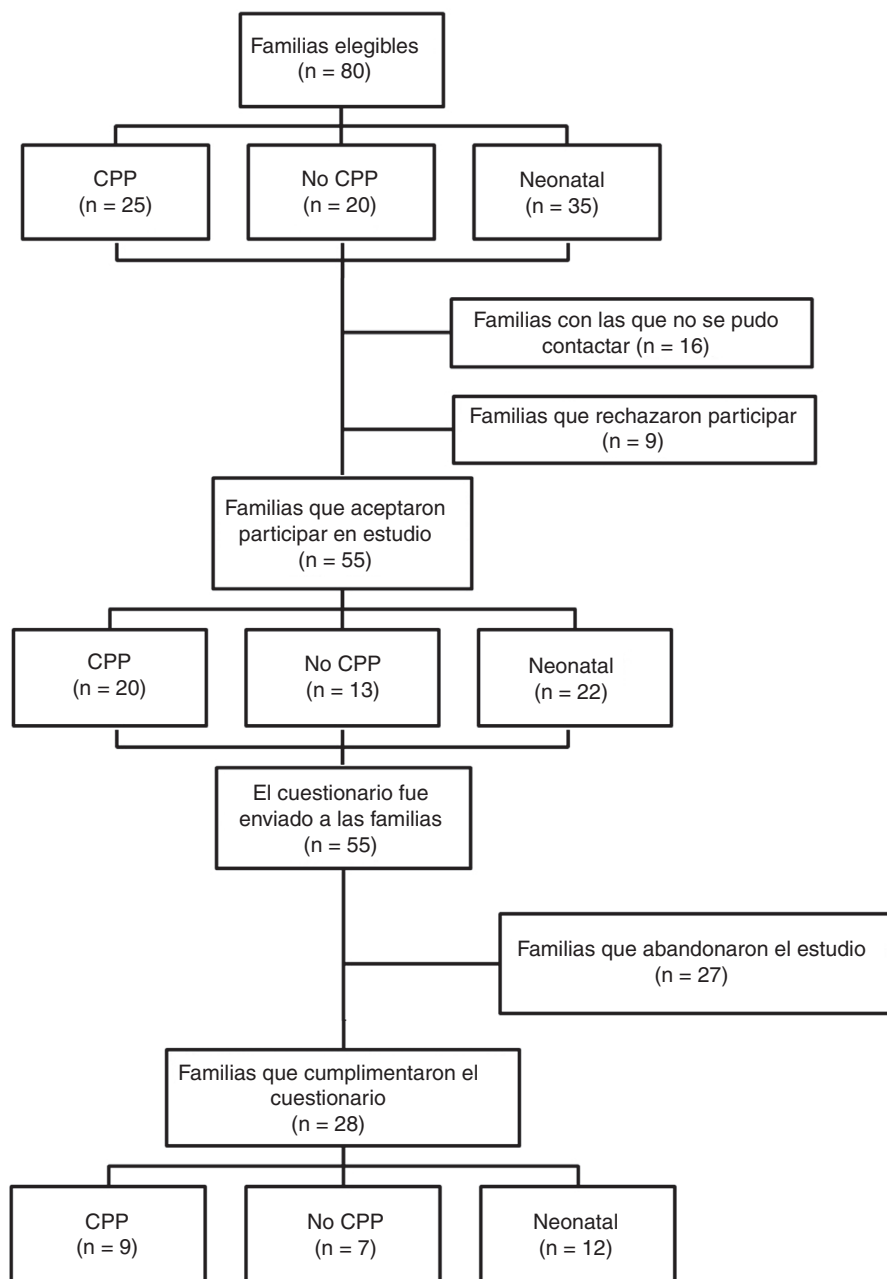 Familias elegibles
(n = 80)
CPP
(n = 25)
No CPP
(n = 20)
Neonatal
(n = 35)
Familias con las que no se pudo
contactar (n = 16)
Familias que rechazaron participar
(n = 9)
Familias que aceptaron
participar en estudio
(n = 55)
CPP
(n = 20)
No CPP
(n = 13)
Neonatal
(n = 22)
El cuestionario fue
enviado a las familias
(n = 55)
Familias que abandonaron el estudio
(n = 27)
Familias que cumplimentaron el
cuestionario
(n = 28)
CPP
(n = 9)
No CPP
(n = 7)
Neonatal
(n = 12)